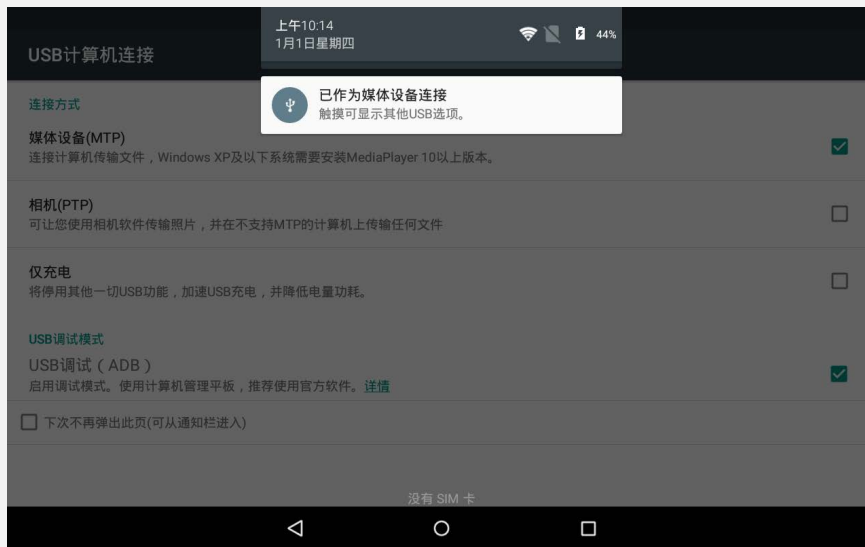 上午10:14
1月1日星期四
44%
USB计算机连接
已作为媒体设备连接
触摸可显示其他USB选项。
连接方式
媒体设备(MTP)
连接计算机传输文件，Windows XP及以下系统需要安装MediaPlayer 10以上版本。
相机(PTP)
可让您使用相机软件传输照片，并在不支持MTP的计算机上传输任何文件
仅充电
将停用其他一切USB功能，加速USB充电，并降低电量功耗。
USB调试模式
USB调试（ADB）
启用调试模式。使用计算机管理平板，推荐使用官方软件。详情
下次不再弹出此页(可从通知栏进入)
没有 SIM 卡